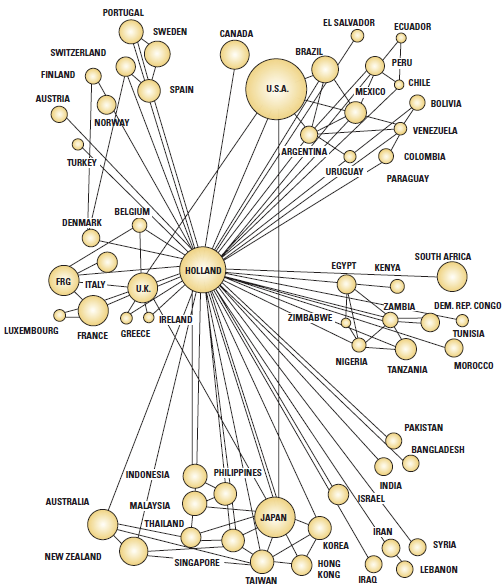 PORTUGAL
SWEDEN
SWITZERLAND
FINLAND
SPAIN
AUSTRIA
NORWAY
TURKEY
CANADA
U.S.A.
EL SALVADOR
ECUADOR
BRAZIL
PERU
CHILE
MEXICO
BOLIVIA
VENEZUELA
ARGENTINA
COLOMBIA
URUGUAY
PARAGUAY
DENMARK
BELGIUM
HOLLAND
FRG
ITALY
U.K.
LUXEMBOURG
FRANCE
GREECE
IRELAND
EGYPT
KENYA
SOUTH AFRICA
ZIMBABWE
ZAMBIA
DEM. REP. CONGO
TUNISIA
NIGERIA
TANZANIA
MOROCCO
PAKISTAN
BANGLADESH
INDIA
ISRAEL
IRAN
SYRIA
LEBANON
IRAQ
INDONESIA
PHILIPPINES
AUSTRALIA
MALAYSIA
THAILAND
JAPAN
KOREA
NEW ZEALAND
SINGAPORE
TAIWAN
HONG
KONG